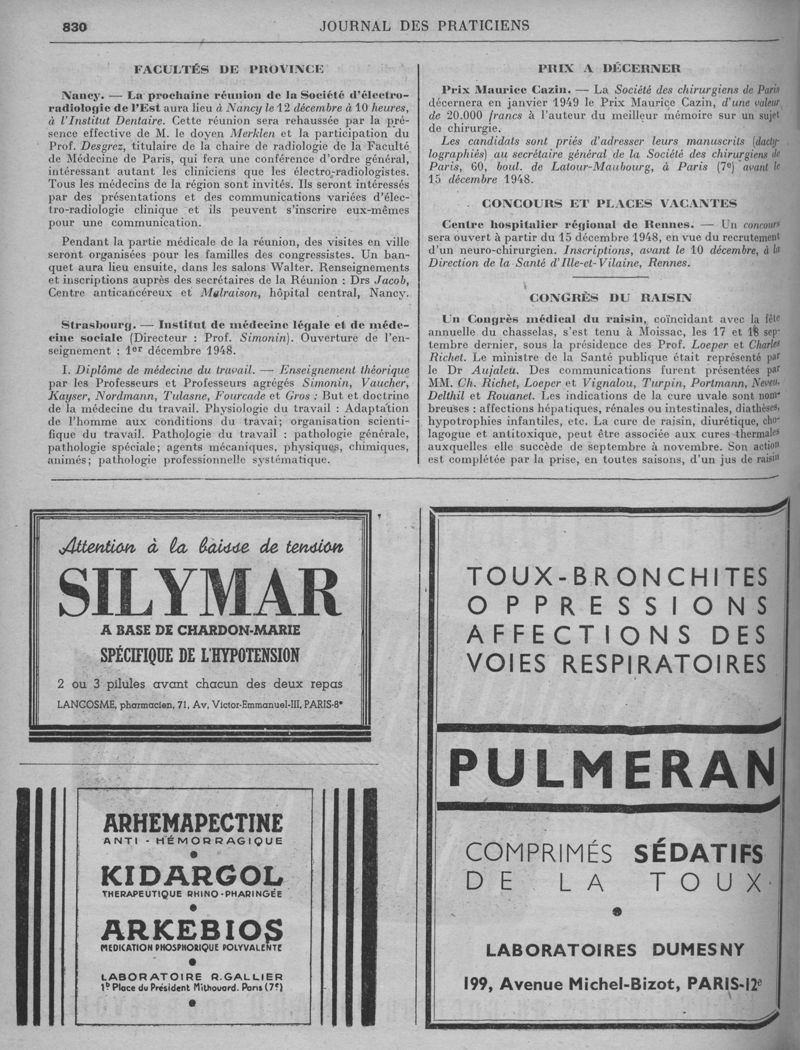 830
JOURNAL DES PRATICIENS
FACULTÉS DE PROVINCE
Nancy. — La prochaine réunion de la Société d'électro-
radiologie de l'Est aura lieu à Nancy le 12 décembre à 10 heures,
à l'Institut Dentaire. Cette réunion sera rehaussée par la pré-
sence effective de M. le doyen Merklen et la participation du
Prof. Desgrez, titulaire de la chaire de radiologie de la Faculté
de Médecine de Paris, qui fera une conférence d'ordre général,
intéressant autant les cliniciens que les électro-radiologistes.
Tous les médecins de la région sont invités. Ils seront intéressés
par des présentations et des communications variées d'élec-
tro-radiologie clinique et ils peuvent s'inscrire eux-mêmes
pour une communication.
Pendant la partie médicale de la réunion, des visites en ville
seront organisées pour les familles des congressistes. Un ban-
quet aura lieu ensuite, dans les salons Walter. Renseignements
et inscriptions auprès des secrétaires de la Réunion : Drs Jacob,
Centre anticancéreux et Malraison, hôpital central, Nancy.
Strasbourg. — Institut de médecine légale et de méde-
cine sociale (Directeur : Prof. Simonin). Ouverture de l'en-
seignement : 1er décembre 1948.
I. Diplôme de médecine du travail. — Enseignement théorique
par les Professeurs et Professeurs agrégés Simonin, Vaucher,
Kayser, Nordmann, Tulasne, Fourcade et Gros : But et doctrine
de la médecine du travail. Physiologie du travail : Adaptation
de l'homme aux conditions du travai; organisation scienti-
fique du travail. Pathologie du travail : pathologie générale,
pathologie spéciale; agents mécaniques, physiques, chimiques,
animés; pathologie professionnelle systématique.
PRIX A DÉCERNER
Prix Maurice Cazin. — La Société des chirurgiens de Paris
décernera en janvier 1949 le Prix Maurice Cazin, d'une valeur
de 20.000 francs à l'auteur du meilleur mémoire sur un sujet
de chirurgie.
Les candidats sont priés d'adresser leurs manuscrits (dacty-
lographiés) au secrétaire général de la Société des chirurgiens de
Paris, 60, boul. de Latour-Maubourg, à Paris (7e) avant le
15 décembre 1948.
CONCOURS ET PLACES VACANTES
Centre hospitalier régional de Rennes. — Un concours
sera ouvert à partir du 15 décembre 1948, en vue du recrutement
d'un neuro-chirurgien. Inscriptions, avant le 10 décembre, à la
Direction de la Santé d'Ille-et-Vilaine, Rennes.
CONGRÈS DU RAISIN
Un Congrès médical du raisin, coïncidant avec la fête
annuelle du chasselas, s'est tenu à Moissac, les 17 et 18 sep-
tembre dernier, sous la présidence des Prof. Loeper et Charles
Richet. Le ministre de la Santé publique était représenté par
le Dr Aujaleu. Des communications furent présentées par
MM. Ch. Richet, Loeper et Vignalou, Turpin, Portmann, Neveu,
Delthil et Rouanet. Les indications de la cure uvale sont nom-
breuses : affections hépatiques, rénales ou intestinales, diathèses,
hypotrophies infantiles, etc. La cure de raisin, diurétique, cho-
lagogue et antitoxique, peut être associée aux cures thermales
auxquelles elle succède de septembre à novembre. Son action
est complétée par la prise, en toutes saisons, d'un jus de raisin
Attention à la baisse de tension
SILYMAR
A BASE DE CHARDON-MARIE
SPÉCIFIQUE DE L'HYPOTENSION
2 ou 3 pilules avant chacun des deux repas
LANCOSME, pharmacien, 71, Av, Victor-Emmanuel-III, PARIS-8e
ARHEMAPECTINE
ANTI - HÉMORRAGIQUE
KIDARGOL
THERAPEUTIQUE RHINO-PHARINGÉE
ARKEBIOS
MEDICATION PHOSPHORIQUE POLYVALENTE
LABORATOIRE R. GALLIER
1b Place du Président Mithouard. Paris (7e)
TOUX-BRONCHITES
OPPRESSIONS
AFFECTIONS DES
VOIES RESPIRATOIRES
PULMERAN
COMPRIMÉS SÉDATIFS
DE LA TOUX
LABORATOIRES DUMESNY
199, Avenue Michel-Bizot, PARIS-12e